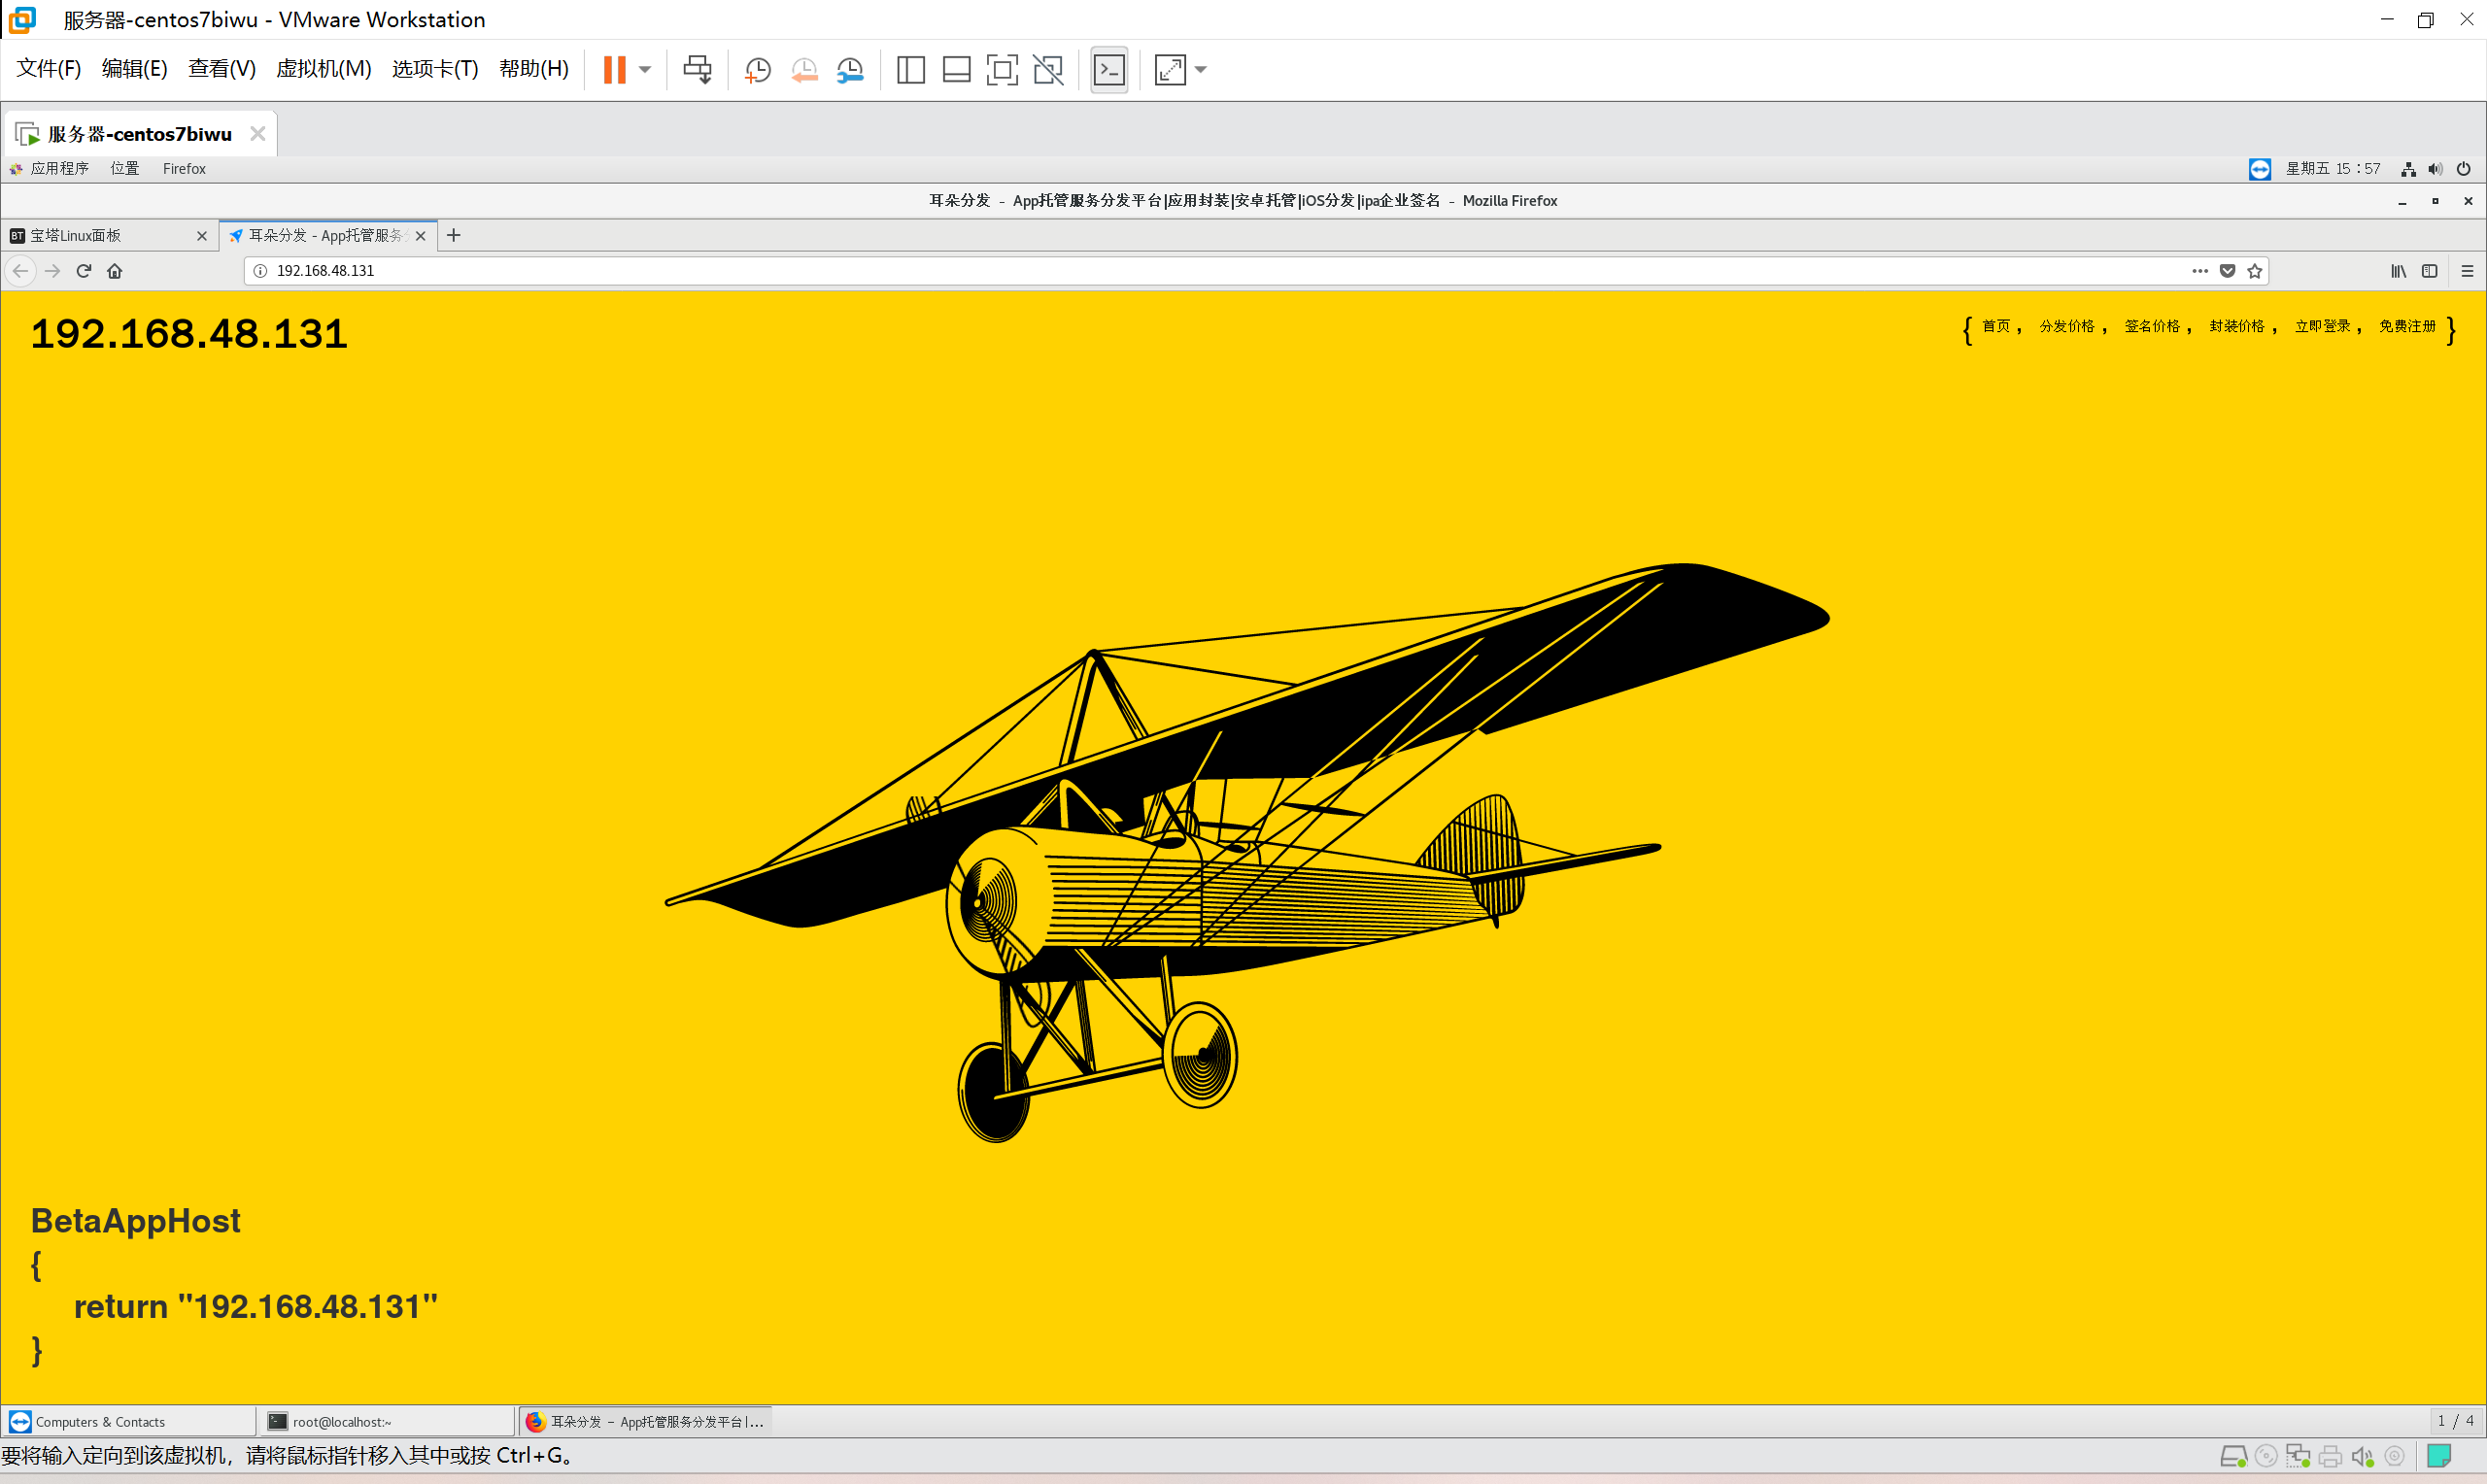 服务器-centos7biwu - VMware Workstation
文件(F) 编辑(E) 查看(V) 虚拟机(M) 选项卡(T) 帮助(H)
服务器-centos7biwu
应用程序 位置 Firefox 星期五 15:57
耳朵分发 - App托管服务分发平台|应用封装|安卓托管|iOS分发|ipa企业签名 - Mozilla Firefox
BT 宝塔Linux面板 耳朵分发 - App托管服务分
192.168.48.131
192.168.48.131
{ 首页, 分发价格, 签名价格, 封装价格, 立即登录, 免费注册 }
BetaAppHost
{
return "192.168.48.131"
}
Computers & Contacts root@localhost:~ 耳朵分发 - App托管服务分发平台|... 1 / 4
要将输入定向到该虚拟机，请将鼠标指针移入其中或按 Ctrl+G。